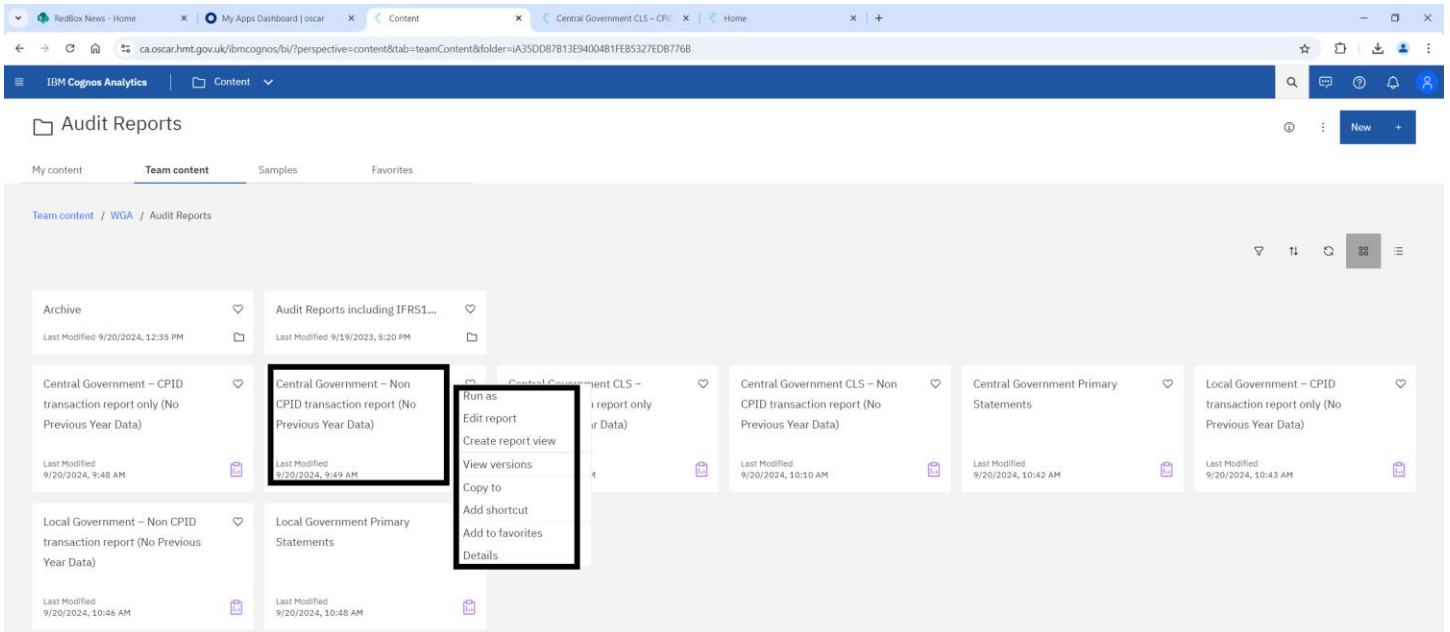 RedBox News - Home
My Apps Dashboard | oscar
Content
Central Government CLS – CPI
Home
ca.oscar.hmt.gov.uk/ibmcognos/bi/?perspective=content&tab=teamContent&folder=iA35DD87B13E94004B1FEB5327EDB776B
IBM Cognos Analytics
Content
Audit Reports
New +
My content
Team content
Samples
Favorites
Team content / WGA / Audit Reports
Archive
Last Modified 9/20/2024, 12:35 PM
Audit Reports including IFRS1...
Last Modified 9/19/2023, 5:20 PM
Central Government – CPID
transaction report only (No
Previous Year Data)
Last Modified
9/20/2024, 9:48 AM
Central Government – Non
CPID transaction report (No
Previous Year Data)
Last Modified
9/20/2024, 9:49 AM
Run as
Edit report
Create report view
View versions
Copy to
Add shortcut
Add to favorites
Details
Central Government CLS –
report only
Data)
Central Government CLS – Non
CPID transaction report (No
Previous Year Data)
Last Modified
9/20/2024, 10:10 AM
Central Government Primary
Statements
Last Modified
9/20/2024, 10:42 AM
Local Government – CPID
transaction report only (No
Previous Year Data)
Last Modified
9/20/2024, 10:43 AM
Local Government – Non CPID
transaction report (No Previous
Year Data)
Last Modified
9/20/2024, 10:46 AM
Local Government Primary
Statements
Last Modified
9/20/2024, 10:48 AM